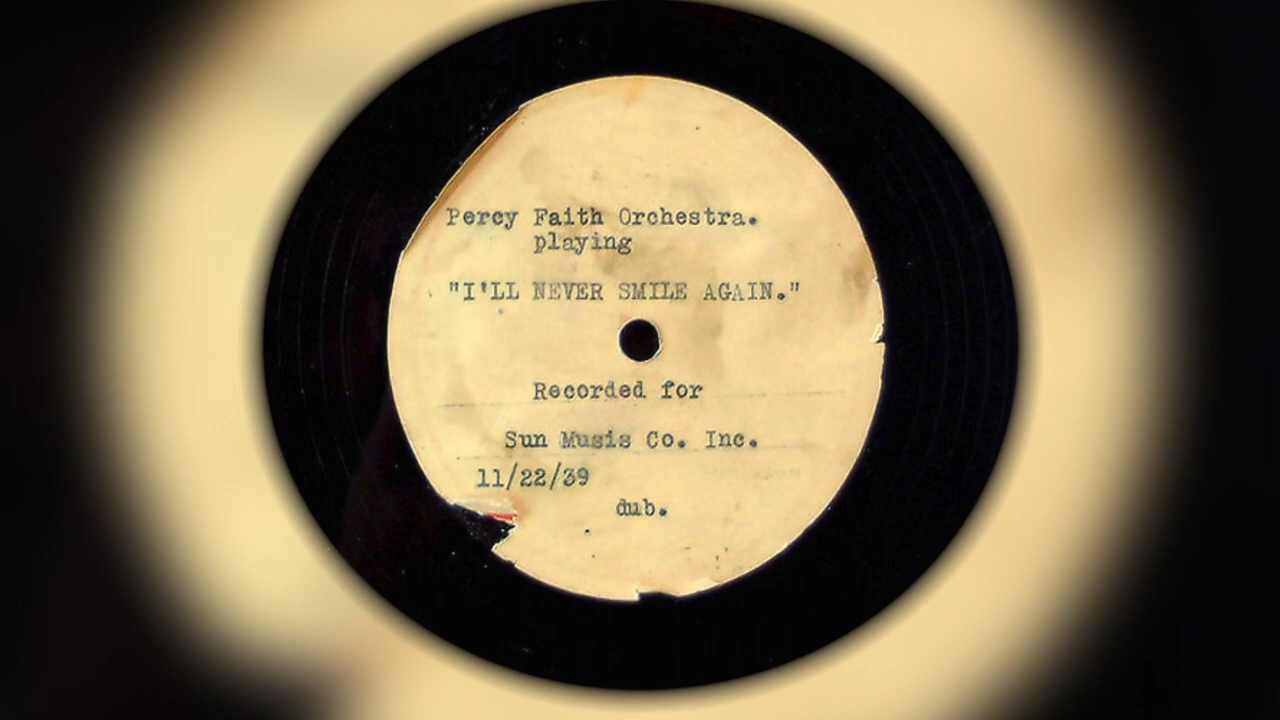 Percy Faith Orchestra.
playing
"I'LL NEVER SMILE AGAIN."
Recorded for
Sun Musis Co. Inc.
11/22/39
dub.